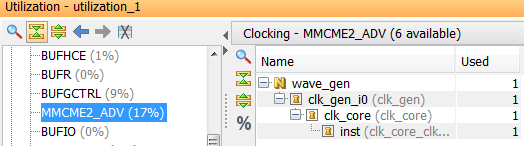 Utilization - utilization_1
BUFHCE (1%)
BUFR (0%)
BUFGCTRL (9%)
MMCME2_ADV (17%)
BUFIO (0%)
Clocking - MMCME2_ADV (6 available)
Name Used
wave_gen 1
clk_gen_i0 (clk_gen) 1
clk_core (clk_core) 1
inst (clk_core_clk... 1
%